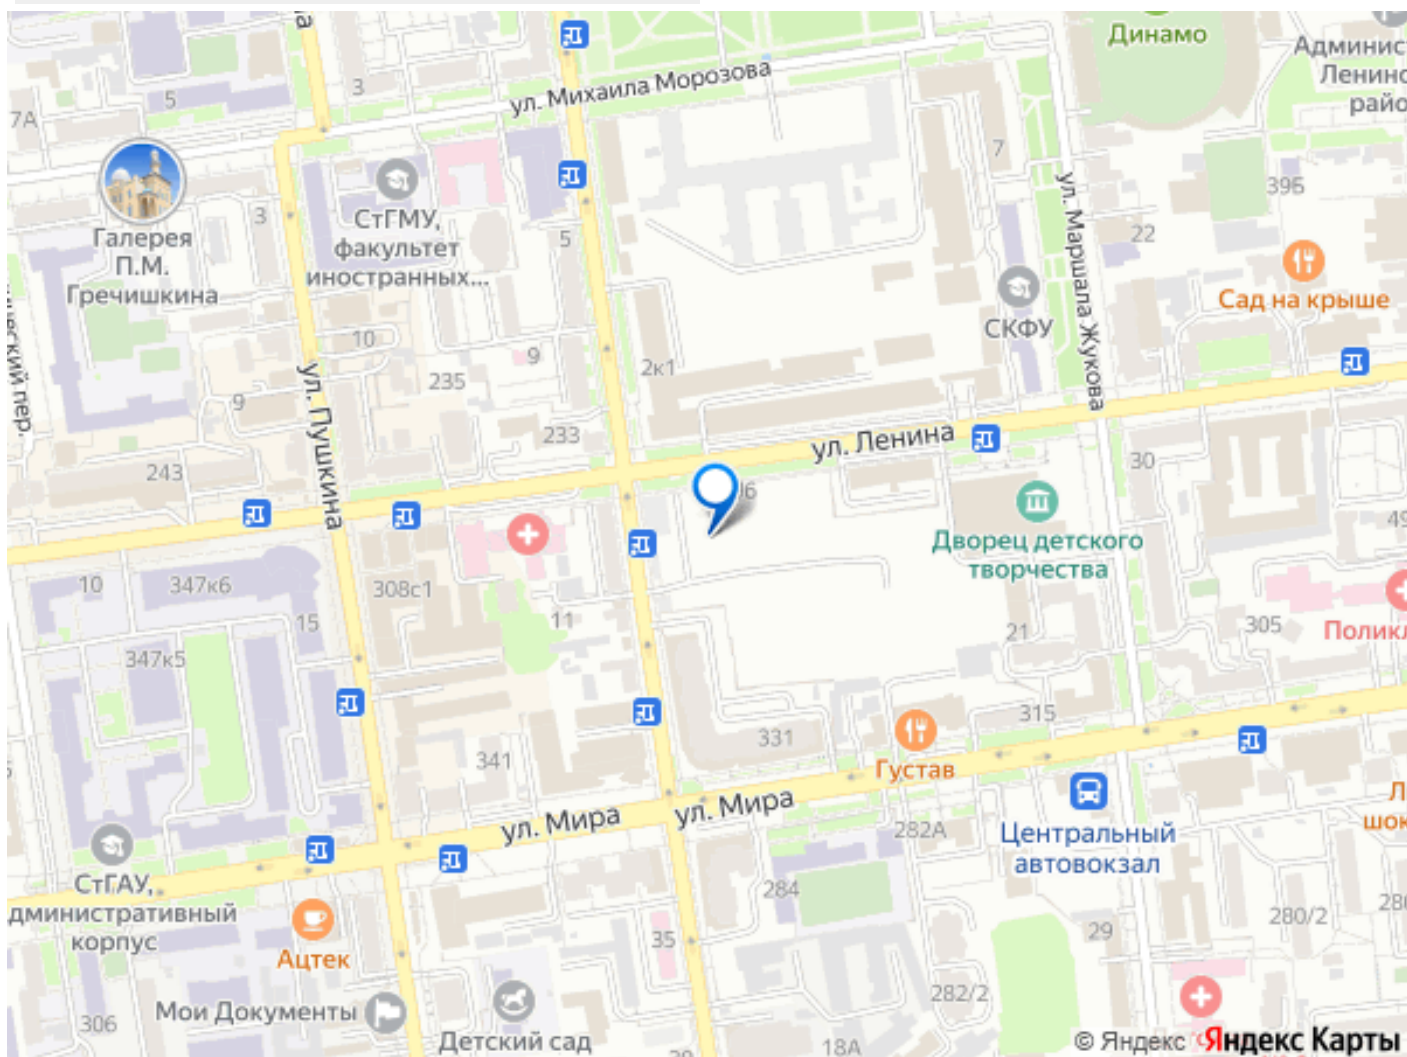 Динамо
Админис
Ленинс
райо
ул. Михаила Морозова
3
5
7А
7
39Б
СтГМУ,
факультет
иностранных...
Галерея
П.М.
Гречишкина
3
5
22
ул. Маршала Жукова
Сад на крыше
СКФУ
10
9
2к1
235
9
ул. Пушкина
233
ул. Ленина
243
30
Дворец детского
творчества
10
347к6
308с1
11
15
21
305
Поликл
347к5
315
331
341
Густав
ул. Мира
ул. Мира
282А
Центральный
автовокзал
шок
СтГАУ,
дминистративный
корпус
284
280/2
Ацтек
35
29
282/2
Мои Документы
306
Детский сад
18А
© Яндекс
Яндекс Карты